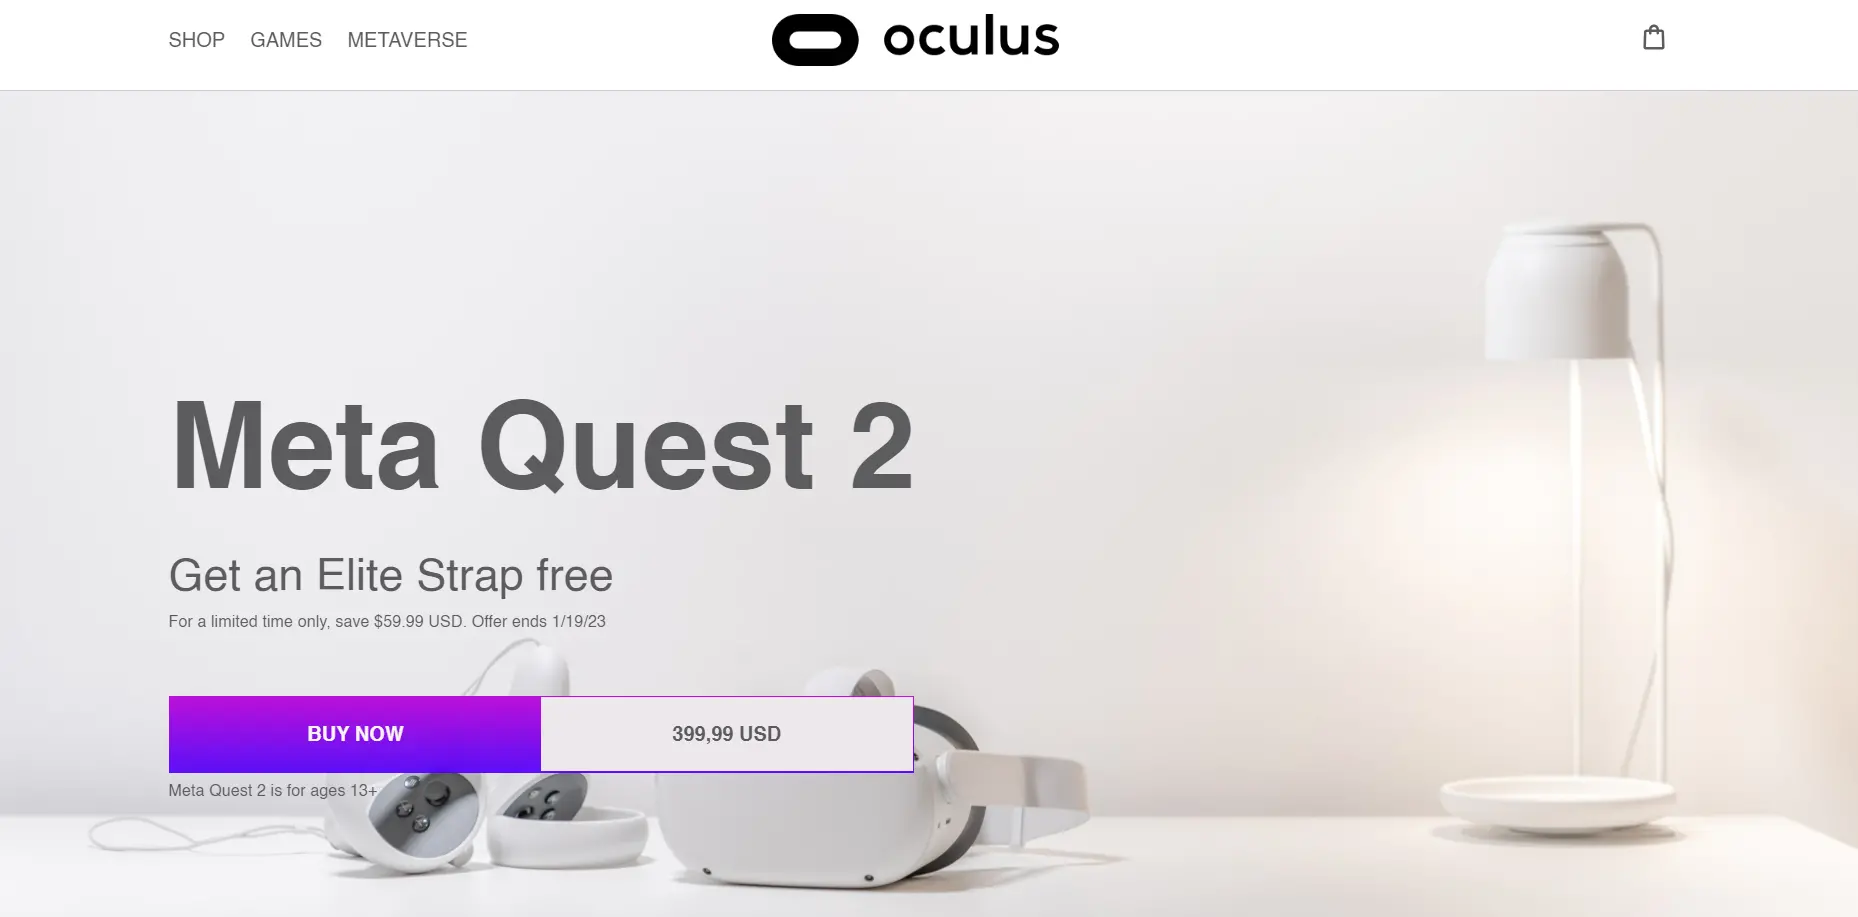 SHOP GAMES METAVERSE oculus
Meta Quest 2
Get an Elite Strap free
For a limited time only, save $59.99 USD. Offer ends 1/19/23
BUY NOW 399,99 USD
Meta Quest 2 is for ages 13+